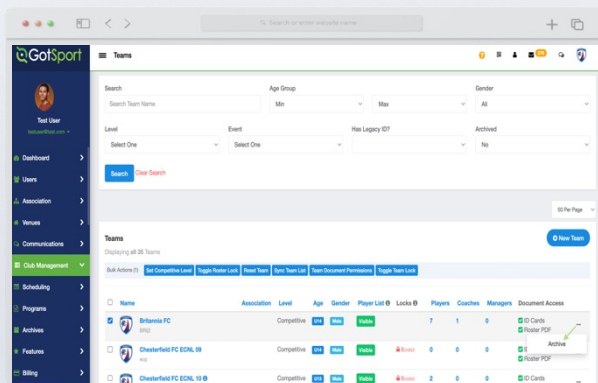 Search or enter website name
GotSport
Teams
Test User
testuser@test.com
Dashboard
Users
Association
Venues
Communications
Club Management
Scheduling
Programs
Archives
Features
Billing
Search
Age Group
Gender
Search Team Name
Min
Max
All
Level
Event
Has Legacy ID?
Archived
Select One
Select One
No
Search
Clear Search
50 Per Page
Teams
New Team
Displaying all 35 Teams
Bulk Actions (1)
Set Competitive Level
Toggle Roster Lock
Reset Team
Sync Team List
Team Document Permissions
Toggle Team Lock
Name Association Level Age Gender Player List Locks Players Coaches Managers Document Access
Britannia FC Competitive U14 Male Visible 7 1 0 ID Cards
Roster PDF
Archive
Chesterfield FC ECNL 09 Competitive Male Visible 0 0 0
Roster PDF
Chesterfield FC ECNL 10 Competitive Male Visible 2 0 0 ID Cards